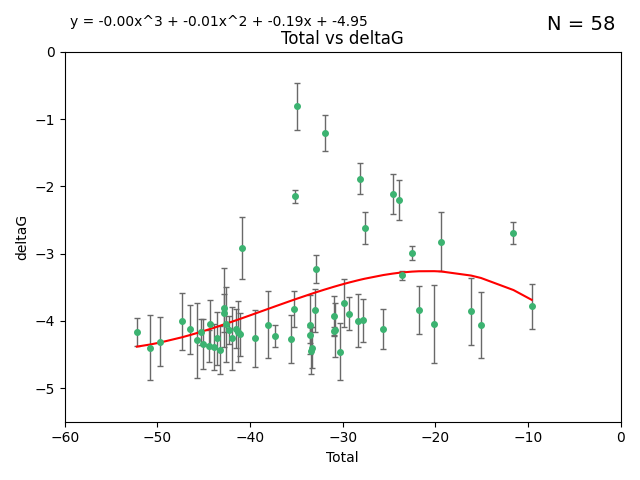 y = -0.00x^3 + -0.01x^2 + -0.19x + -4.95
N = 58
Total vs deltaG
0
−1
−2
−3
−4
−5
deltaG
−60 −50 −40 −30 −20 −10 0
Total